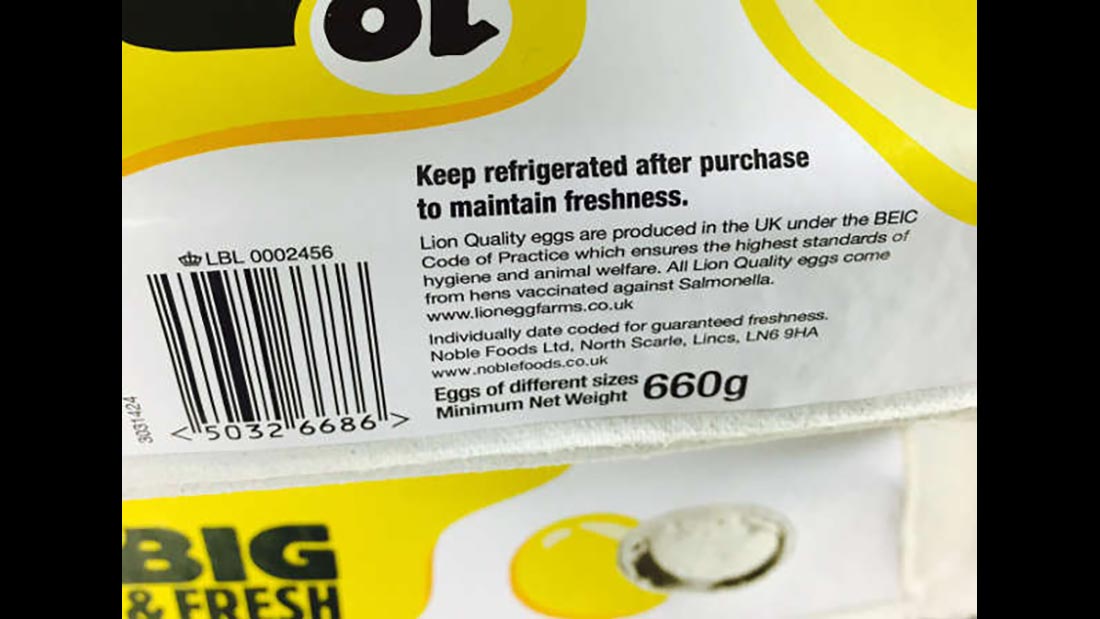 10
Keep refrigerated after purchase
to maintain freshness.
Lion Quality eggs are produced in the UK under the BEIC
Code of Practice which ensures the highest standards of
hygiene and animal welfare. All Lion Quality eggs come
from hens vaccinated against Salmonella.
www.lioneggfarms.co.uk
Individually date coded for guaranteed freshness.
Noble Foods Ltd, North Scarle, Lincs, LN6 9HA
www.noblefoods.co.uk
Eggs of different sizes
Minimum Net Weight 660g
LBL 0002456
<5032 6686>
3031424
BIG
& FRESH